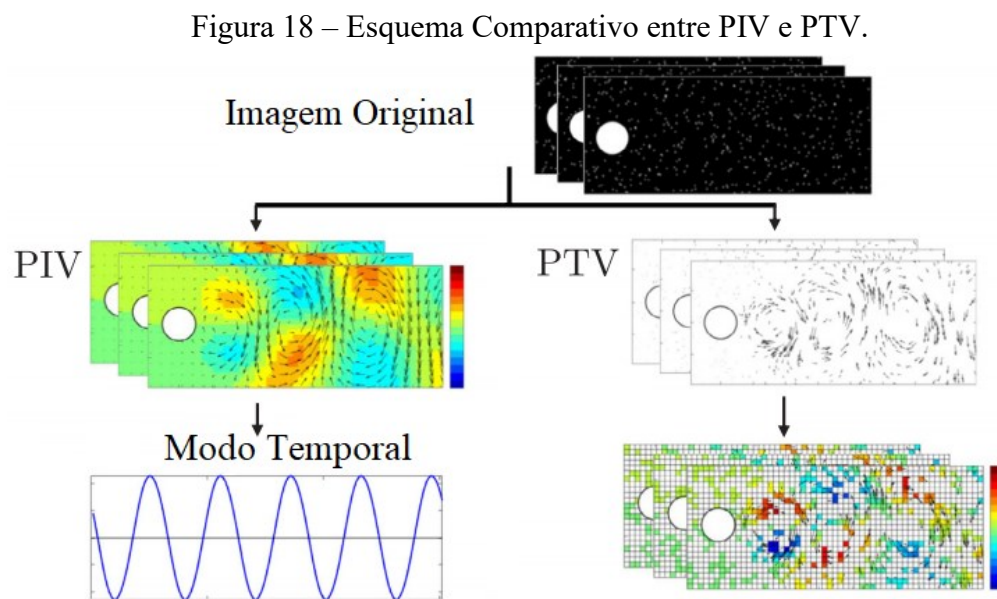 Figura 18 – Esquema Comparativo entre PIV e PTV.
Imagem Original
PIV
PTV
Modo Temporal